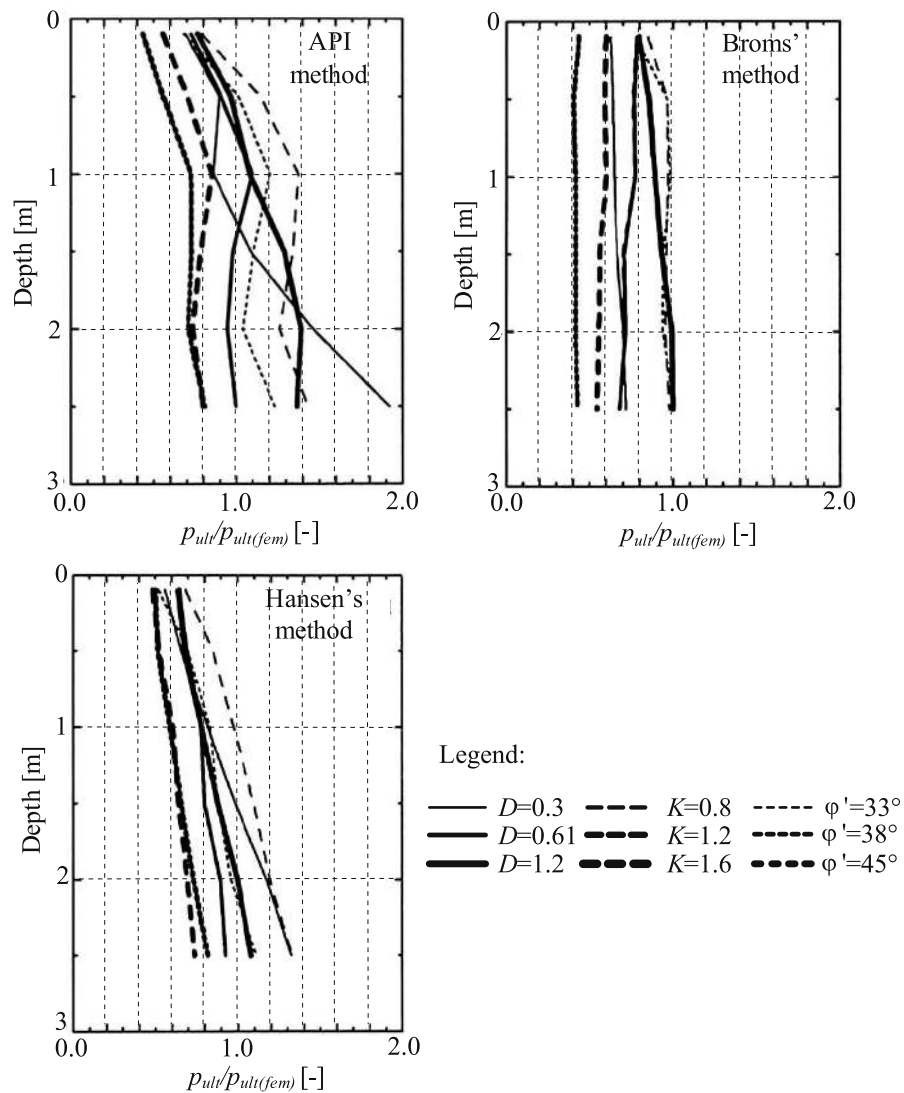 0
1
2
3
Depth [m]
API
method
0.0
1.0
2.0
p_ult/p_ult(fem) [-]
0
1
2
3
Depth [m]
Broms'
method
0.0
1.0
2.0
p_ult/p_ult(fem) [-]
0
1
2
3
Depth [m]
Hansen's
method
0.0
1.0
2.0
p_ult/p_ult(fem) [-]
Legend:
D=0.3 K=0.8 φ'=33°
D=0.61 K=1.2 φ'=38°
D=1.2 K=1.6 φ'=45°